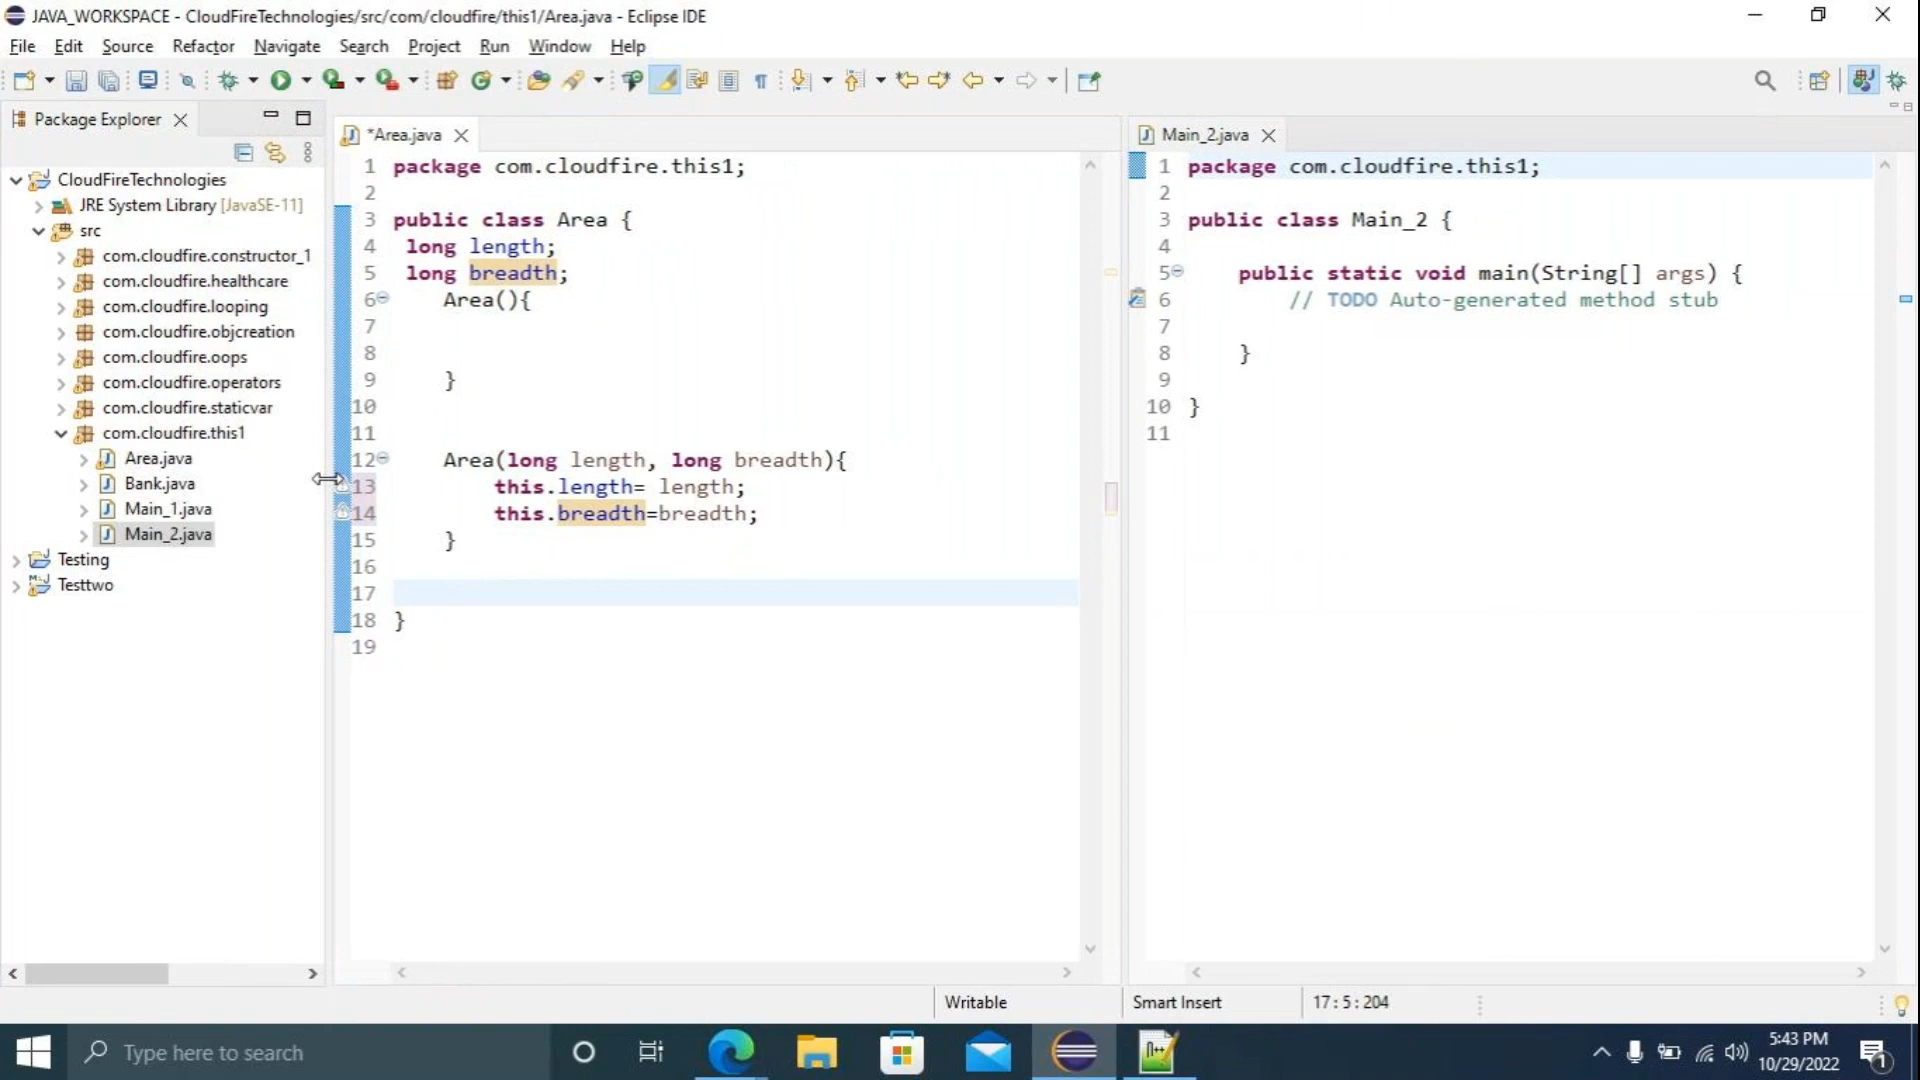 JAVA_WORKSPACE - CloudFireTechnologies/src/com/cloudfire/this1/Area.java - Eclipse IDE
File Edit Source Refactor Navigate Search Project Run Window Help
Package Explorer
CloudFireTechnologies
JRE System Library [JavaSE-11]
src
com.cloudfire.constructor_1
com.cloudfire.healthcare
com.cloudfire.looping
com.cloudfire.objcreation
com.cloudfire.oops
com.cloudfire.operators
com.cloudfire.staticvar
com.cloudfire.this1
Area.java
Bank.java
Main_1.java
Main_2.java
Testing
Testtwo
*Area.java
1 package com.cloudfire.this1;
2
3 public class Area {
4 long length;
5 long breadth;
6 Area(){
7
8
9 }
10
11
12 Area(long length, long breadth){
13 this.length= length;
14 this.breadth=breadth;
15 }
16
17
18 }
19
Main_2.java
1 package com.cloudfire.this1;
2
3 public class Main_2 {
4
5 public static void main(String[] args) {
6 // TODO Auto-generated method stub
7
8 }
9
10 }
11
Writable
Smart Insert
17 : 5 : 204
Type here to search
5:43 PM
10/29/2022
1